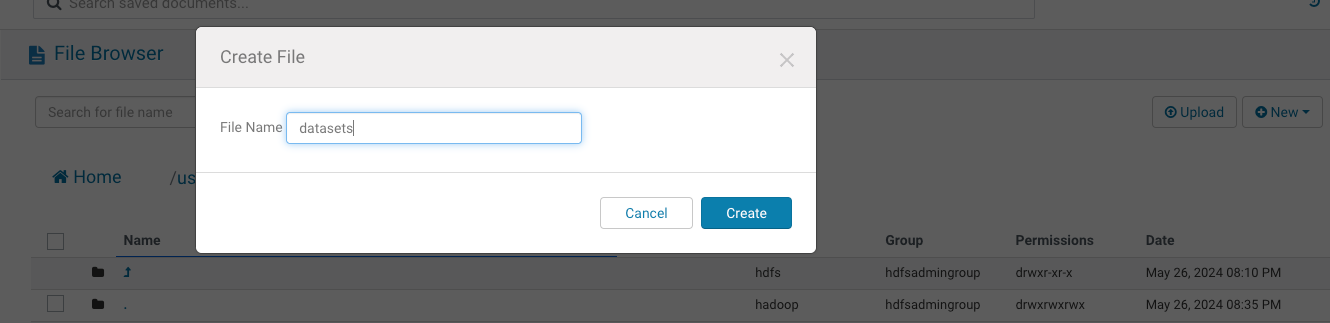 Search saved documents...
File Browser
Create File
Search for file name
Upload
New
File Name datasets
Home /us
Cancel Create
Name Group Permissions Date
hdfs hdfsadmingroup drwxr-xr-x May 26, 2024 08:10 PM
. hadoop hdfsadmingroup drwxrwxrwx May 26, 2024 08:35 PM